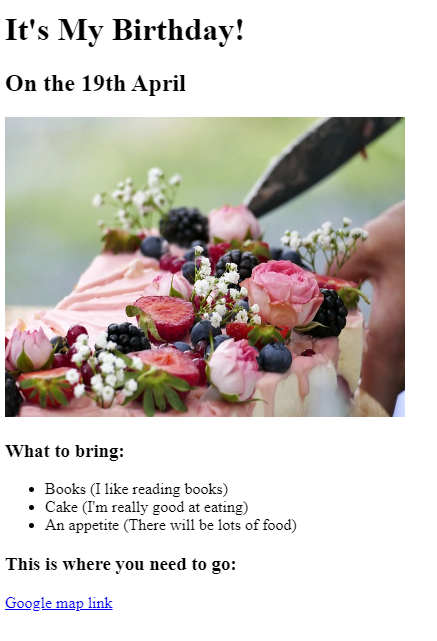 It's My Birthday!
On the 19th April
What to bring:
Books (I like reading books)
Cake (I'm really good at eating)
An appetite (There will be lots of food)
This is where you need to go:
Google map link